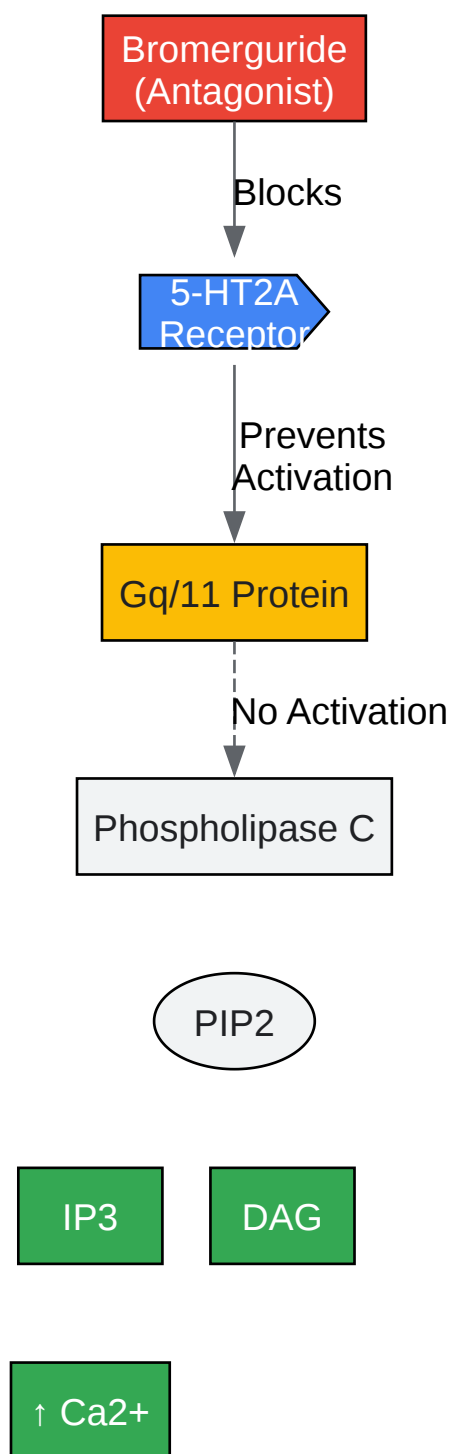 Bromerguride
(Antagonist)
Blocks
5-HT2A
Receptor
Prevents
Activation
Gq/11 Protein
No Activation
Phospholipase C
PIP2
IP3
DAG
↑ Ca2+